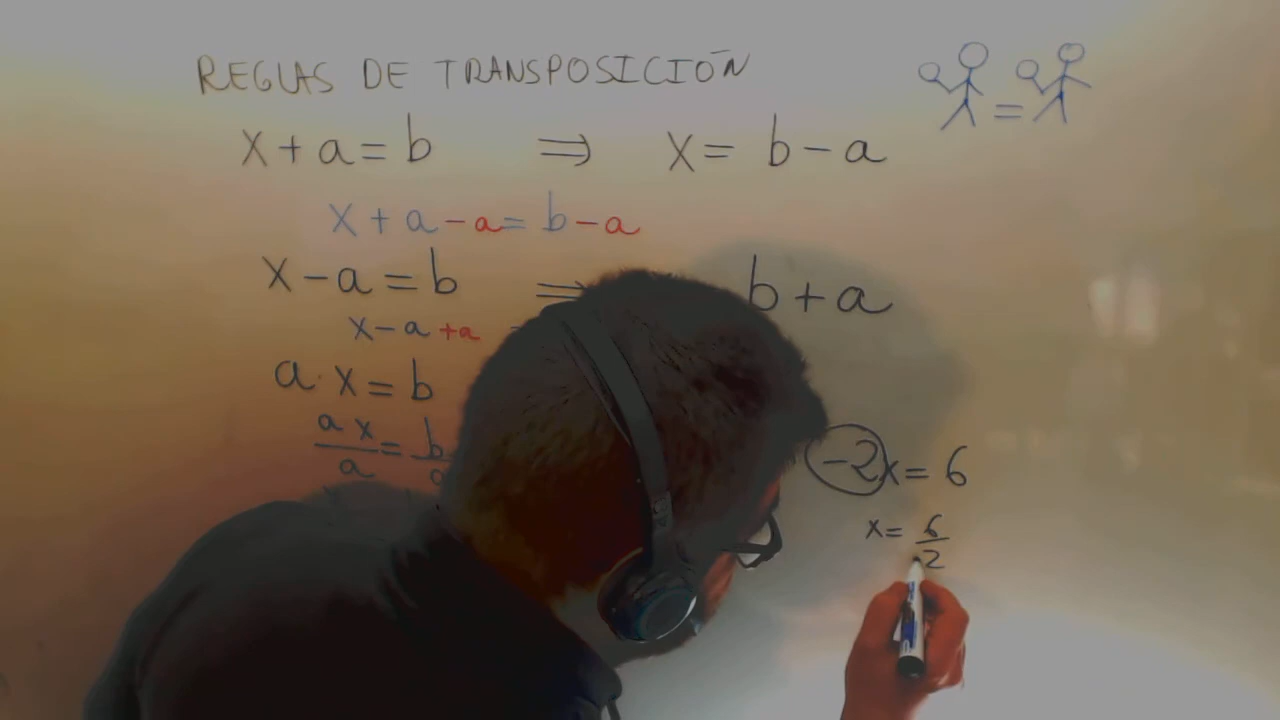 REGLAS DE TRANSPOSICIÓN
x + a = b ⇒ x = b - a
x + a - a = b - a
x - a = b ⇒ b + a
x - a + a
a · x = b
a x / a = b / a
-2x = 6
x = 6 / 2